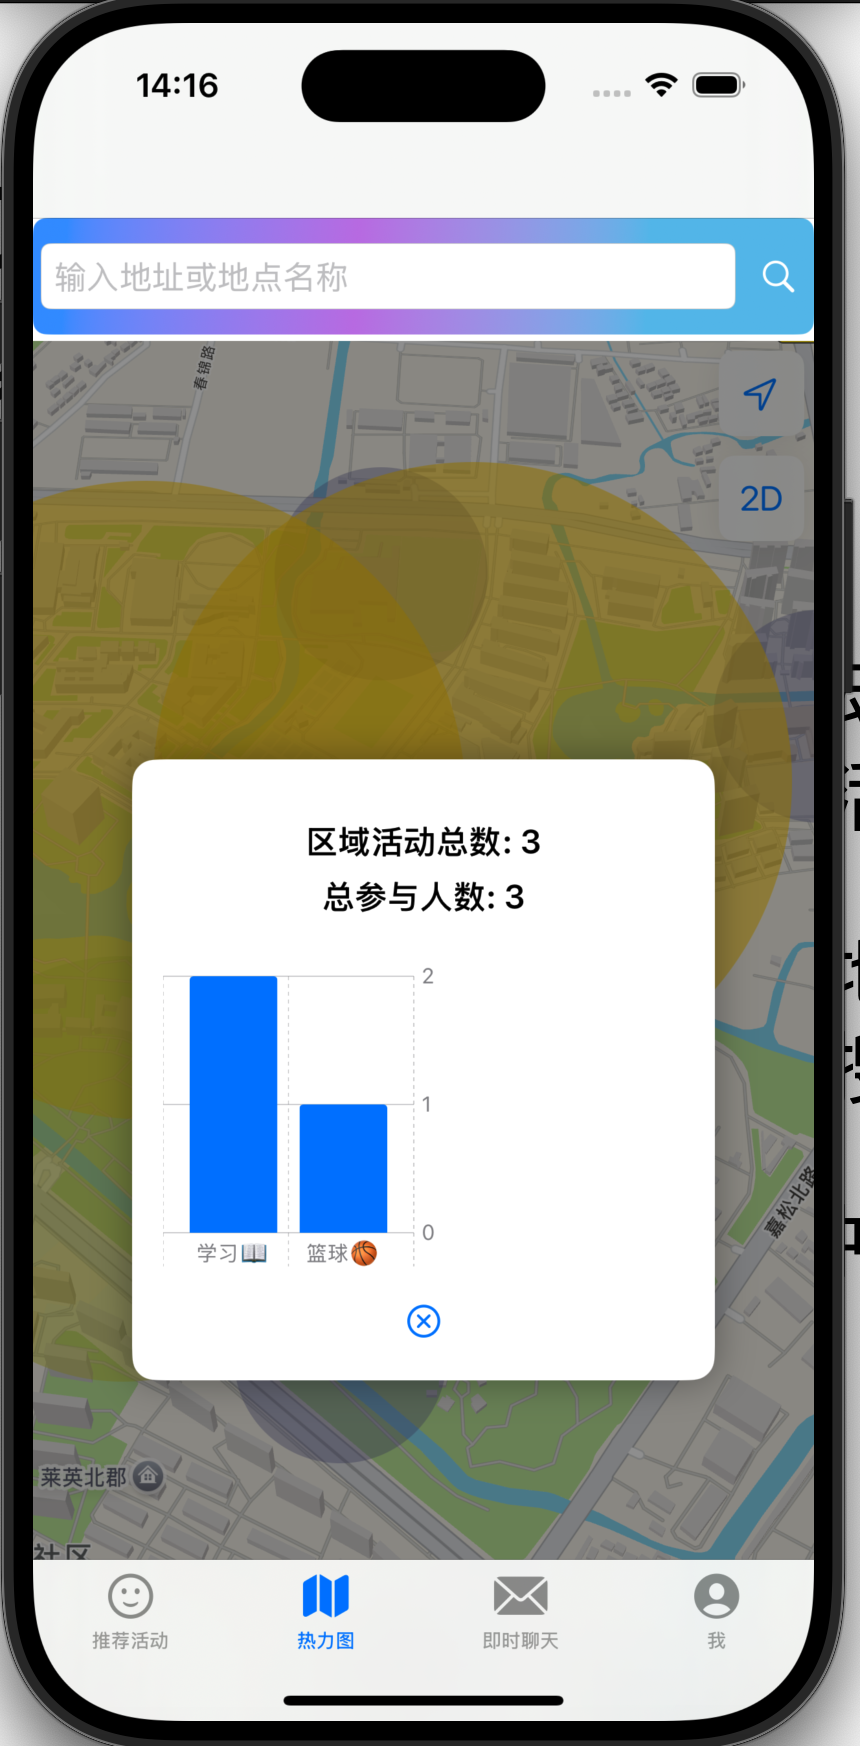 14:16
输入地址或地点名称
春锦路
2D
区域活动总数: 3
总参与人数: 3
2
1
0
学习📖
篮球🏀
嘉松北路
莱英北郡
社区
推荐活动
热力图
即时聊天
我